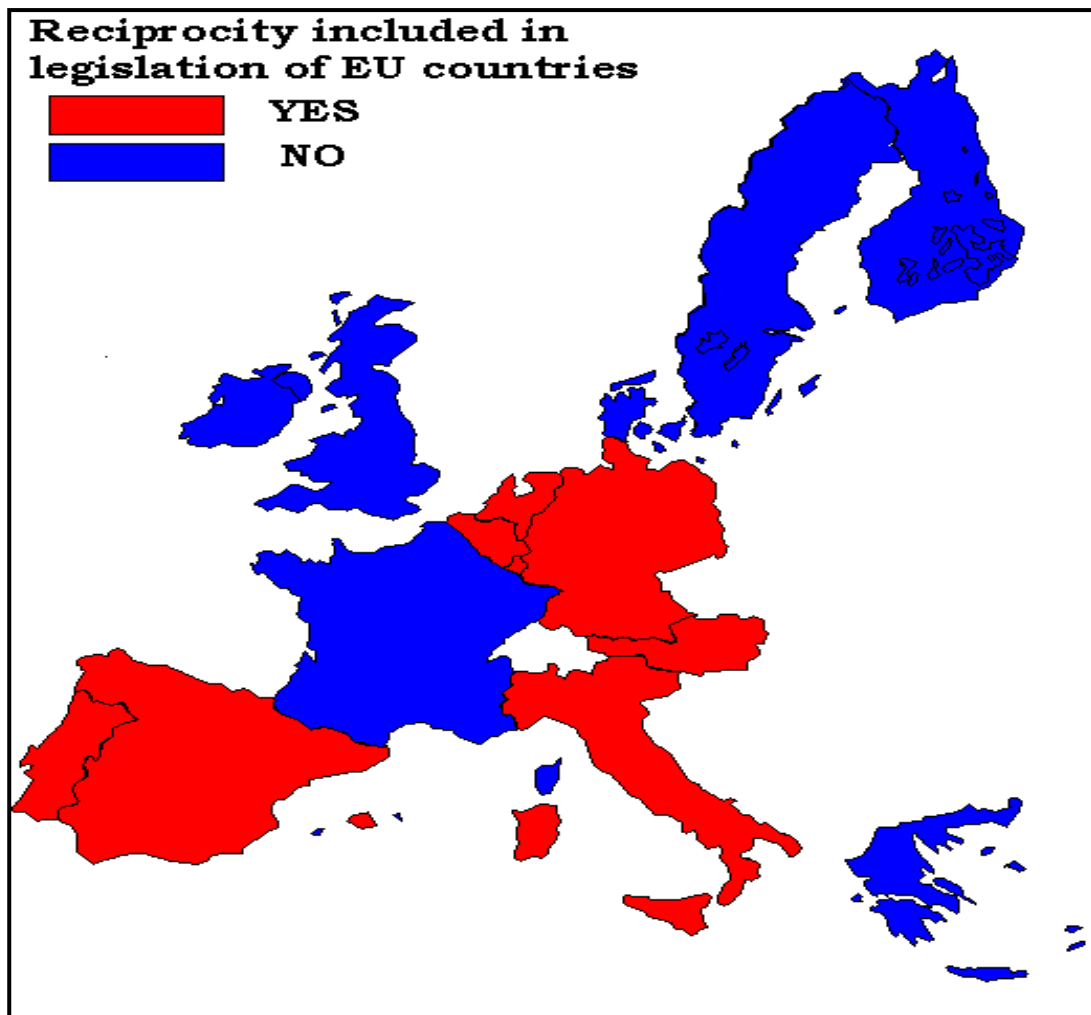 Reciprocity included in
legislation of EU countries
YES
NO